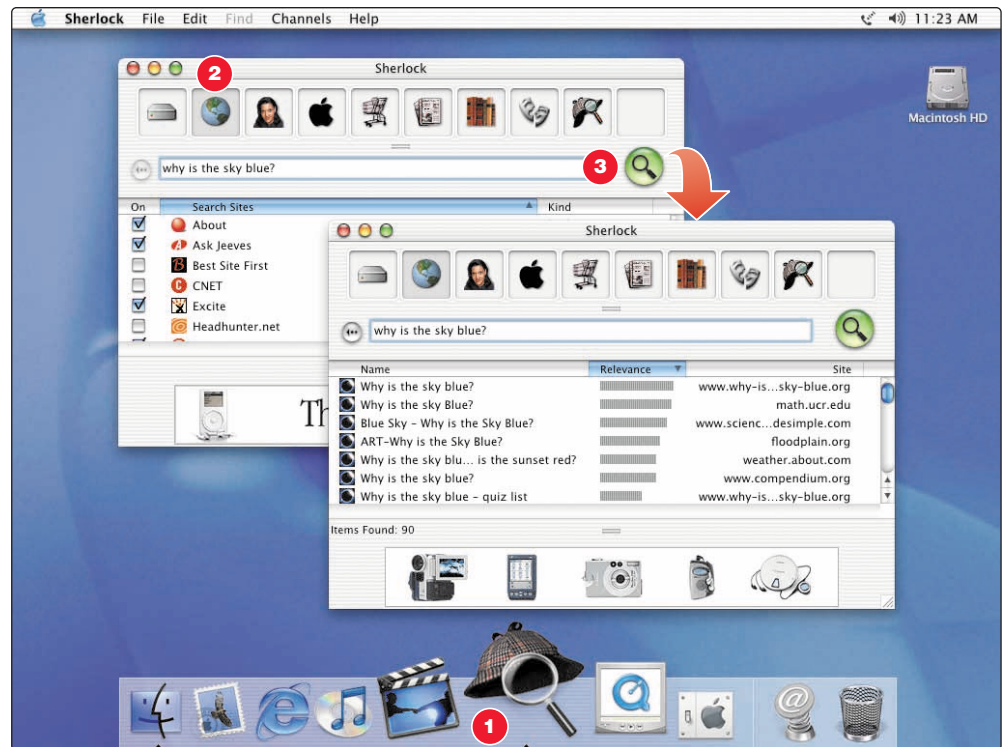 Sherlock File Edit Find Channels Help 11:23 AM
2
Sherlock
Macintosh HD
why is the sky blue?
3
On Search Sites Kind
About
Ask Jeeves
Best Site First
CNET
Excite
Headhunter.net
Th
Sherlock
why is the sky blue?
Name Relevance Site
Why is the sky blue? www.why-is...sky-blue.org
Why is the sky Blue? math.ucr.edu
Blue Sky - Why is the Sky Blue? www.scienc...desimple.com
ART-Why is the Sky Blue? floodplain.org
Why is the sky blu... is the sunset red? weather.about.com
Why is the sky blue? www.compendium.org
Why is the sky blue - quiz list www.why-is...sky-blue.org
Items Found: 90
1